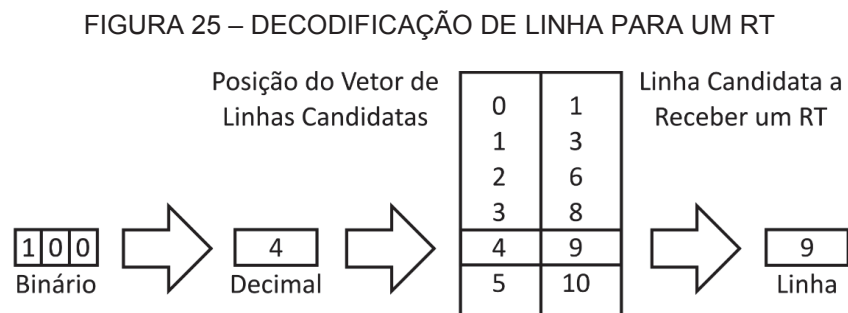 FIGURA 25 – DECODIFICAÇÃO DE LINHA PARA UM RT
Posição do Vetor de
Linhas Candidatas
Linha Candidata a
Receber um RT
0 1
1 3
2 6
3 8
1 0 0 4 4 9 9
Binário Decimal 5 10 Linha